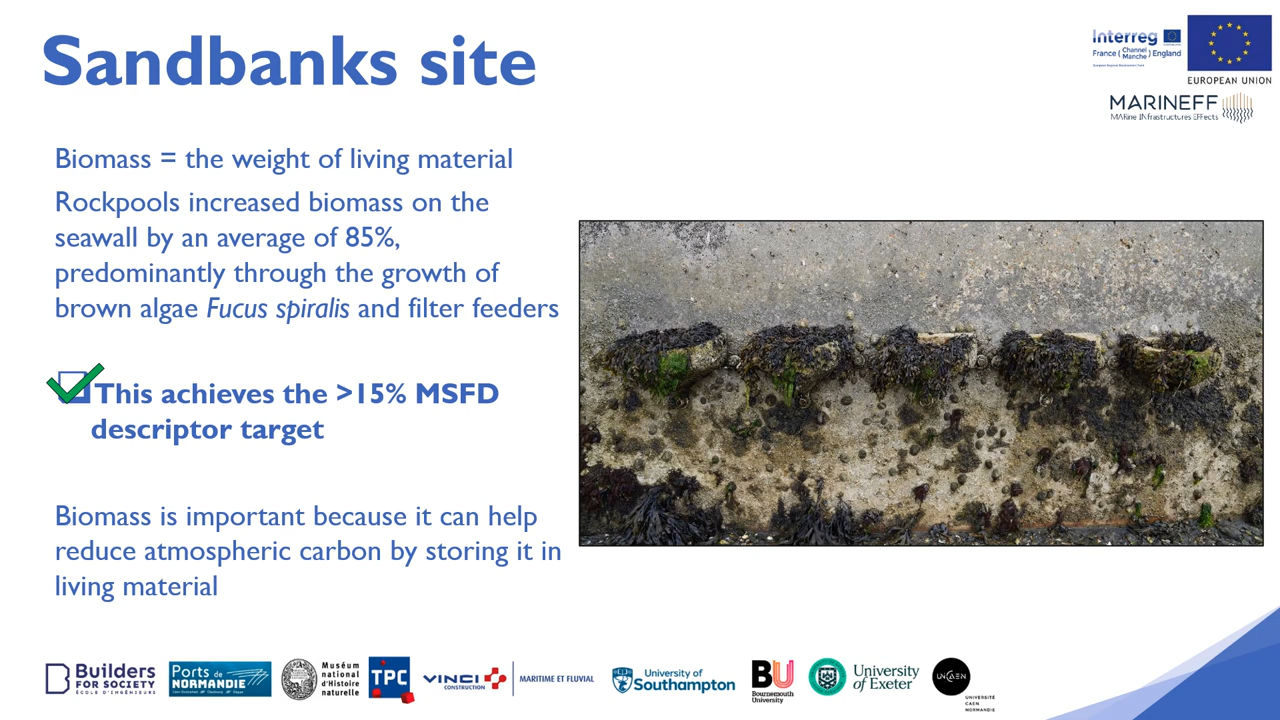 Sandbanks site
Interreg
France ( Channel Manche ) England
European Regional Development Fund
EUROPEAN UNION
MARINEFF
MARine INfrastructures EFFects
Biomass = the weight of living material
Rockpools increased biomass on the
seawall by an average of 85%,
predominantly through the growth of
brown algae Fucus spiralis and filter feeders
This achieves the >15% MSFD
descriptor target
Biomass is important because it can help
reduce atmospheric carbon by storing it in
living material
Builders
FOR SOCIETY
ÉCOLE D'INGÉNIEURS
Ports de
NORMANDIE
Muséum
national
d'Histoire
naturelle
TPC
VINCI
CONSTRUCTION
MARITIME ET FLUVIAL
University of
Southampton
BU
Bournemouth
University
University
of Exeter
UNICAEN
UNIVERSITÉ
CAEN
NORMANDIE